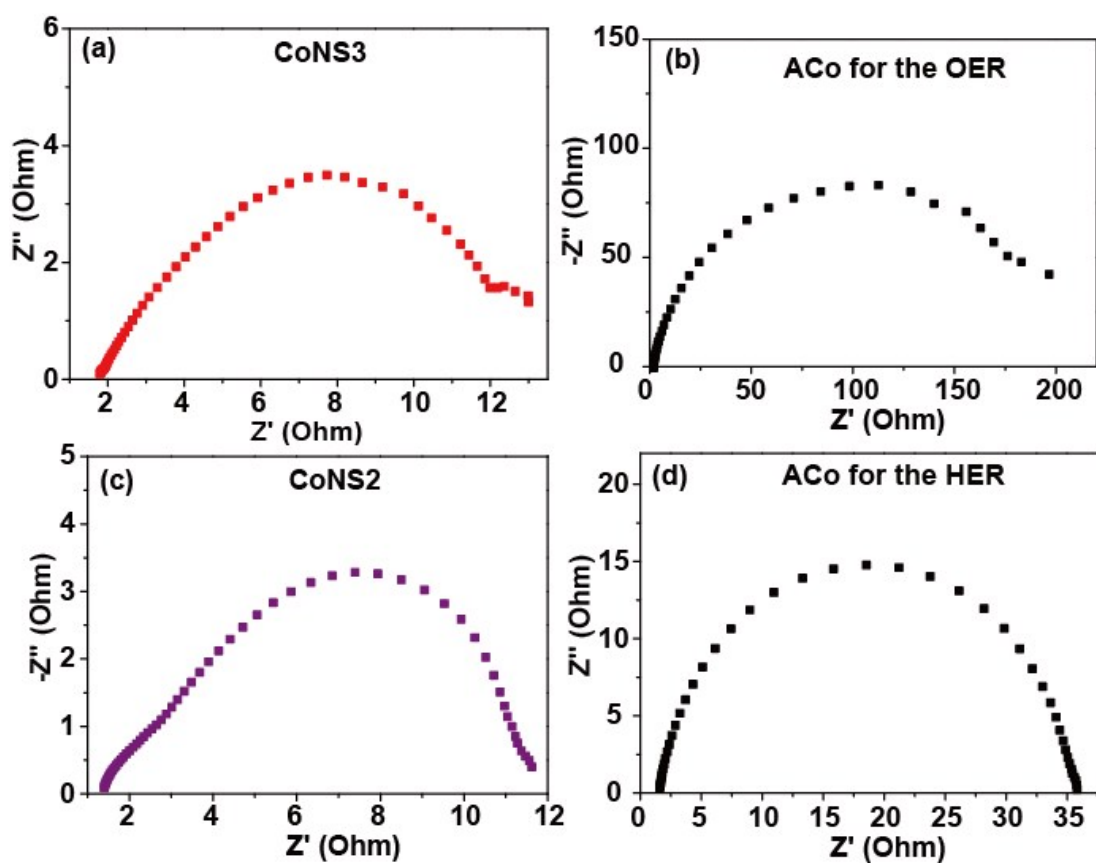 (a)
CoNS3
6
4
2
0
Z'' (Ohm)
2
4
6
8
10
12
Z' (Ohm)
(b)
ACo for the OER
150
100
50
0
-Z'' (Ohm)
0
50
100
150
200
Z' (Ohm)
(c)
CoNS2
5
4
3
2
1
0
-Z'' (Ohm)
2
4
6
8
10
12
Z' (Ohm)
(d)
ACo for the HER
20
15
10
5
0
Z'' (Ohm)
0
5
10
15
20
25
30
35
Z' (Ohm)